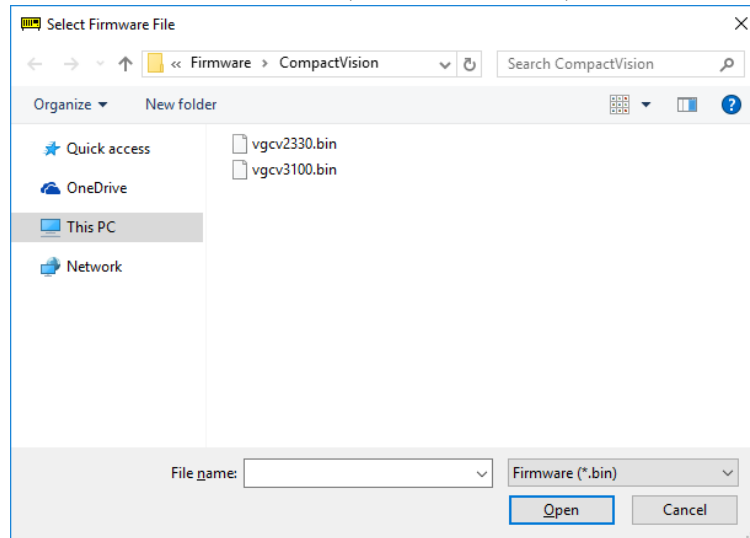 Select Firmware File
« Firmware > CompactVision
Search CompactVision
Organize
New folder
?
Quick access
OneDrive
This PC
Network
vgcv2330.bin
vgcv3100.bin
File name:
Firmware (*.bin)
Open
Cancel